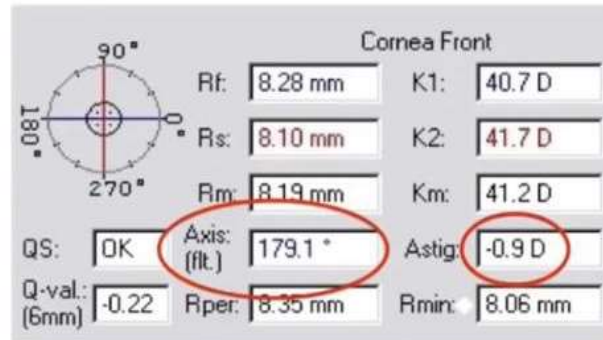 Cornea Front
90°
180°
0°
270°
Rf: 8.28 mm K1: 40.7 D
Rs: 8.10 mm K2: 41.7 D
Rm: 8.19 mm Km: 41.2 D
QS: OK Axis: (flt.) 179.1 ° Astig: -0.9 D
Q-val.: (6mm) -0.22 Rper: 8.35 mm Rmin: 8.06 mm